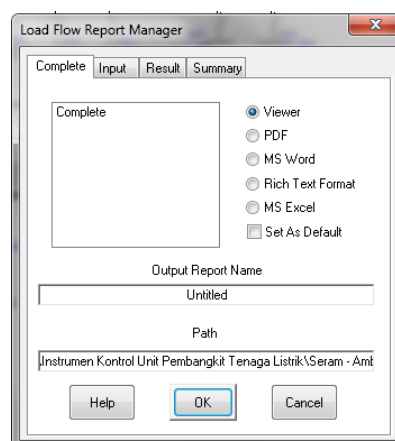 Load Flow Report Manager
Complete Input Result Summary
Complete
Viewer
PDF
MS Word
Rich Text Format
MS Excel
Set As Default
Output Report Name
Untitled
Path
Instrumen Kontrol Unit Pembangkit Tenaga Listrik\Seram - Amb
Help OK Cancel